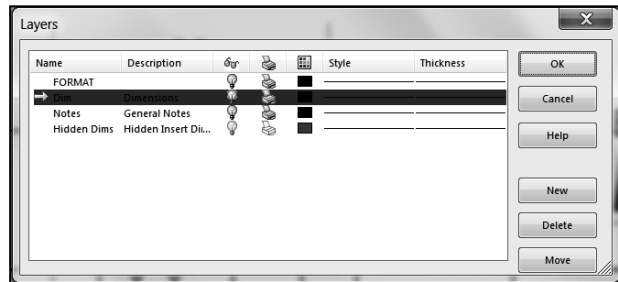 Layers
Name Description Style Thickness
FORMAT
Dim Dimensions
Notes General Notes
Hidden Dims Hidden Insert Din...
OK
Cancel
Help
New
Delete
Move